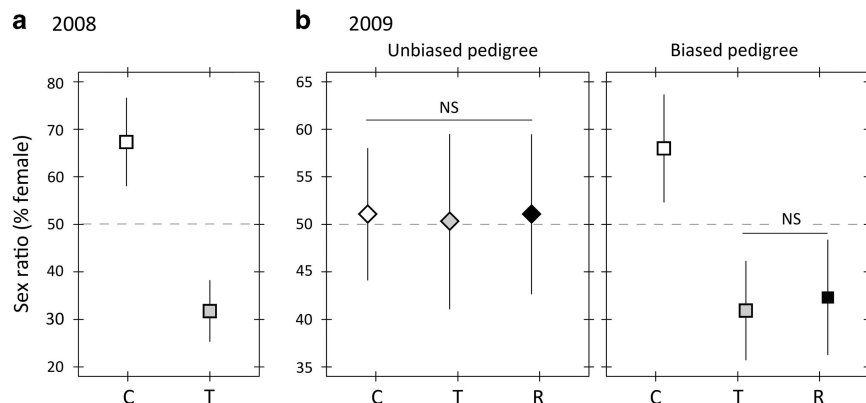 a 2008
b 2009
Unbiased pedigree
Biased pedigree
Sex ratio (% female)
80
70
60
50
40
30
20
C T
65
60
55
50
45
40
35
NS
C T R
NS
C T R